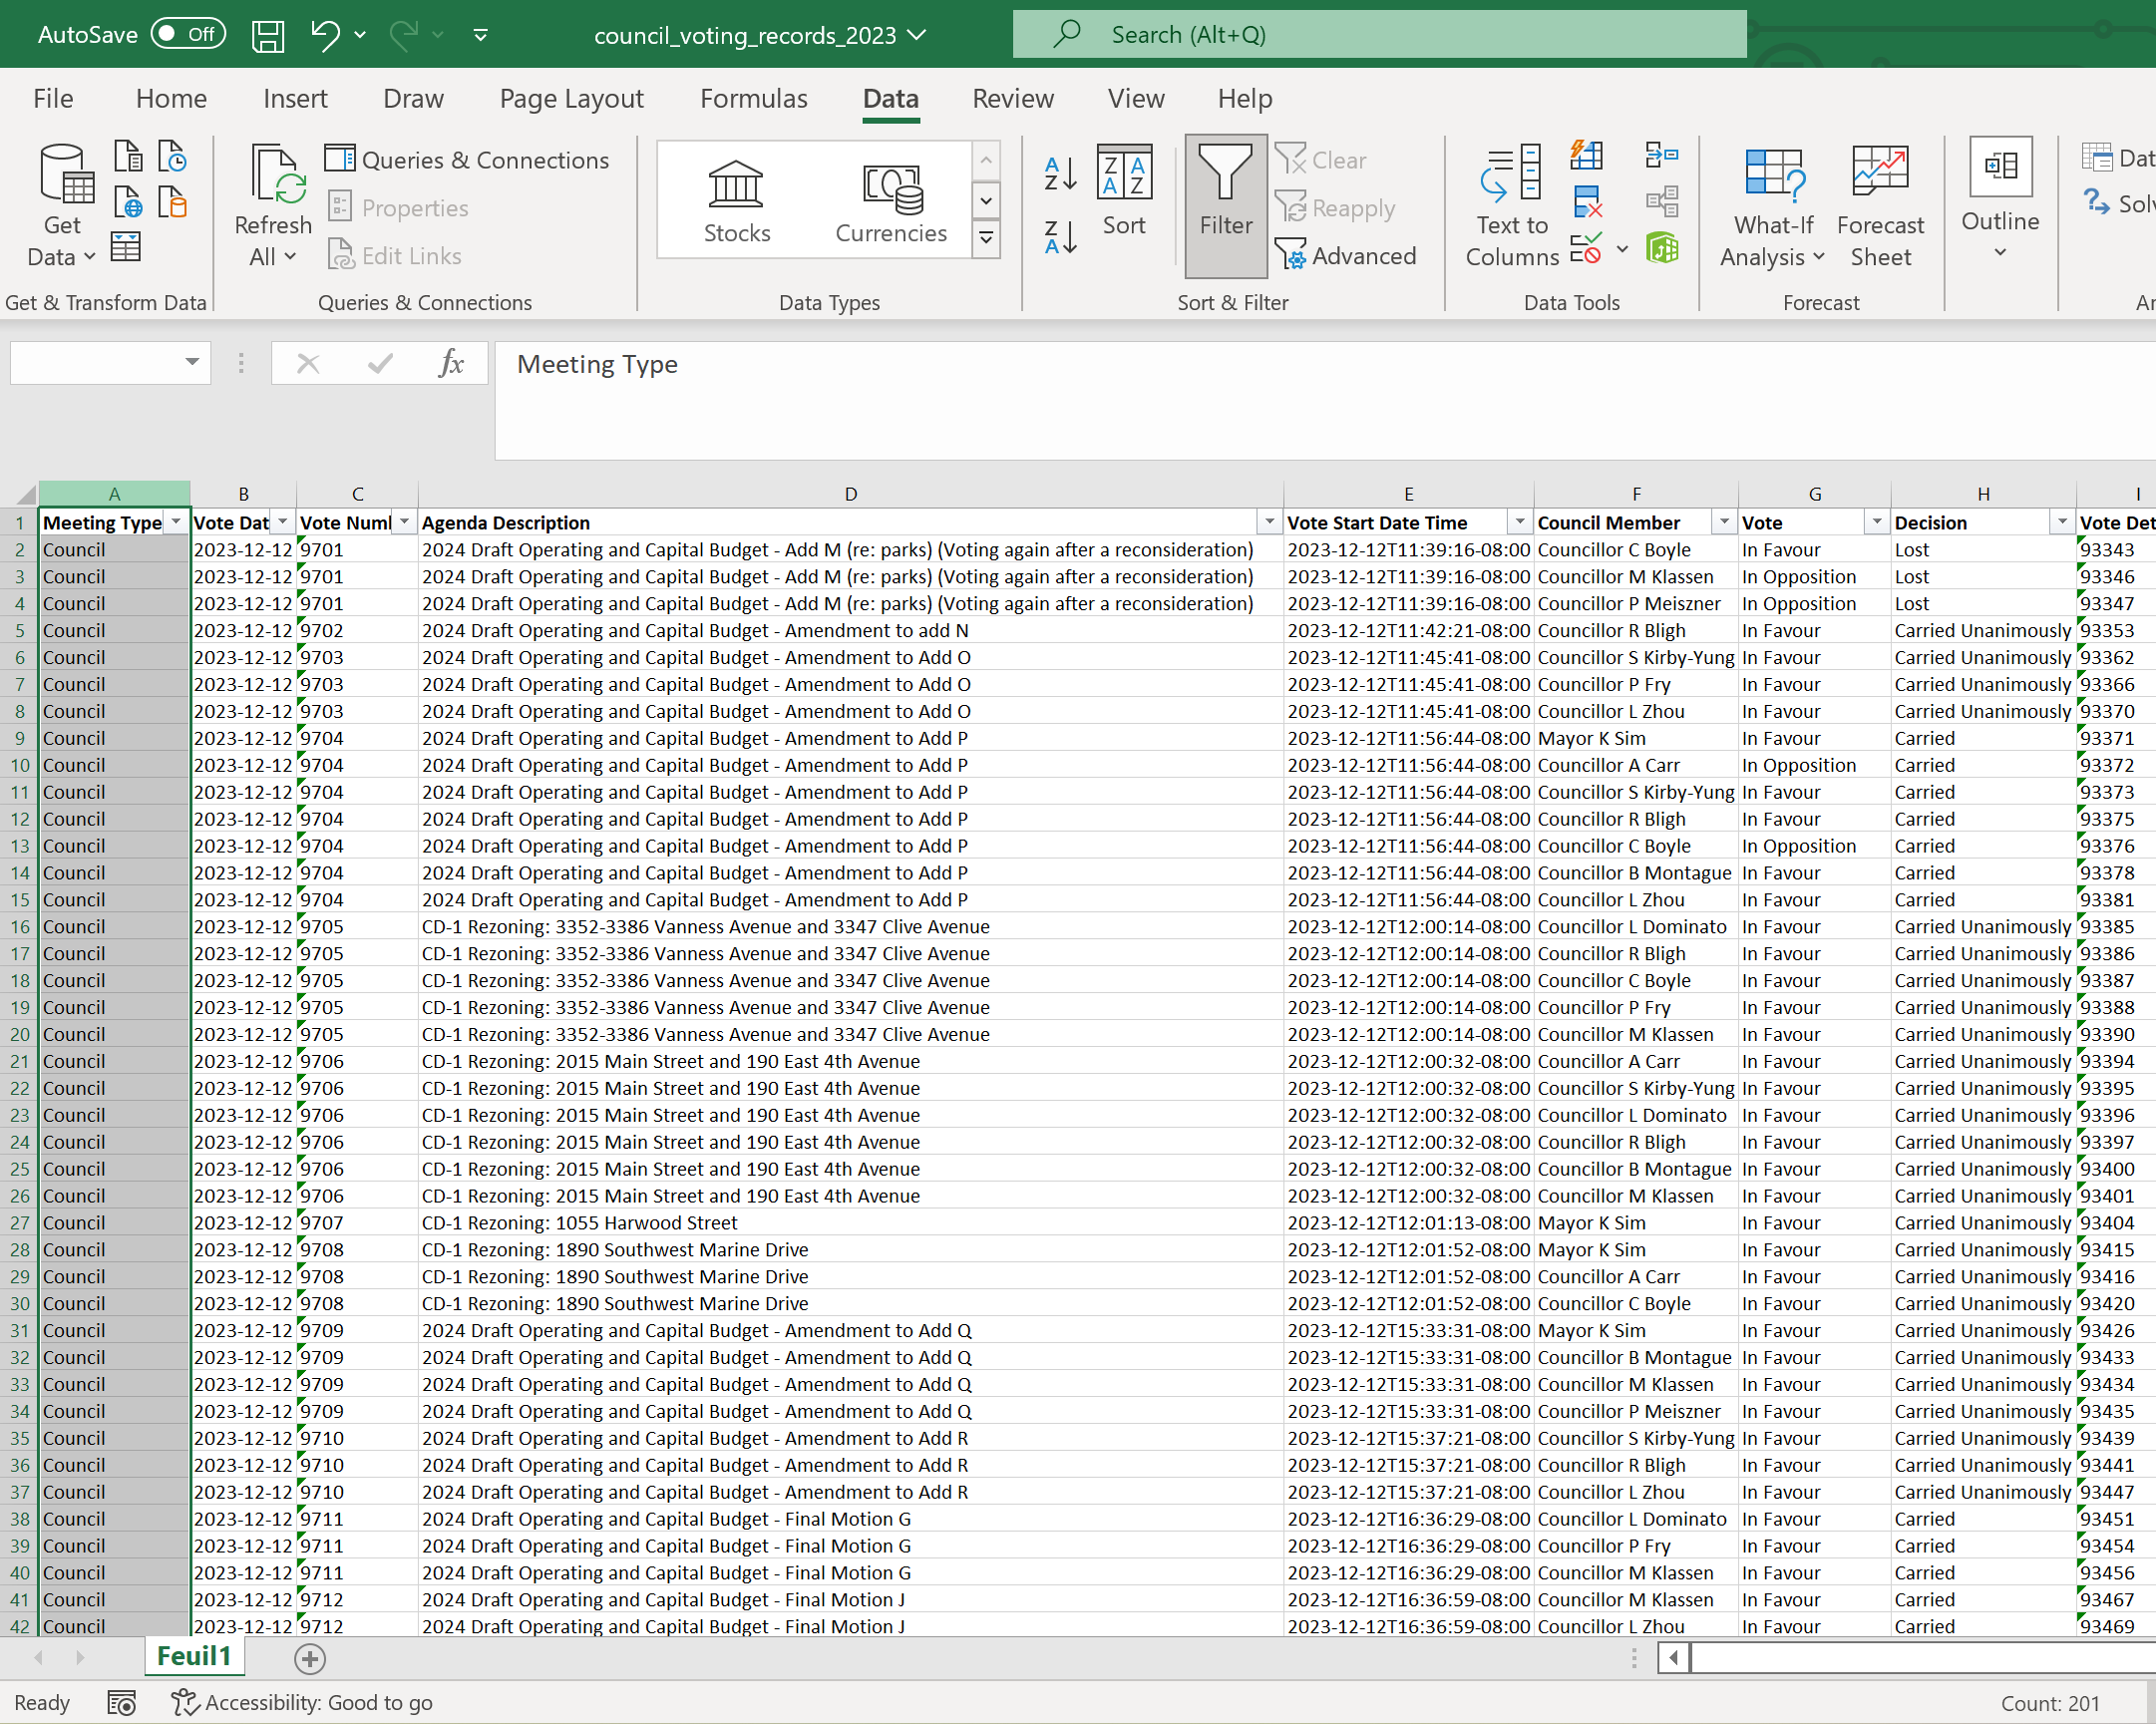 AutoSave Off council_voting_records_2023 Search (Alt+Q)
File Home Insert Draw Page Layout Formulas Data Review View Help
Get Data Refresh All Queries & Connections Properties Edit Links Stocks Currencies Sort Filter Clear Reapply Advanced Text to Columns What-If Analysis Forecast Sheet Outline Dat Solv
Get & Transform Data Queries & Connections Data Types Sort & Filter Data Tools Forecast An
fx Meeting Type
A B C D E F G H I
1 Meeting Type Vote Dat Vote Numl Agenda Description Vote Start Date Time Council Member Vote Decision Vote Det
2 Council 2023-12-12 9701 2024 Draft Operating and Capital Budget - Add M (re: parks) (Voting again after a reconsideration) 2023-12-12T11:39:16-08:00 Councillor C Boyle In Favour Lost 93343
3 Council 2023-12-12 9701 2024 Draft Operating and Capital Budget - Add M (re: parks) (Voting again after a reconsideration) 2023-12-12T11:39:16-08:00 Councillor M Klassen In Opposition Lost 93346
4 Council 2023-12-12 9701 2024 Draft Operating and Capital Budget - Add M (re: parks) (Voting again after a reconsideration) 2023-12-12T11:39:16-08:00 Councillor P Meiszner In Opposition Lost 93347
5 Council 2023-12-12 9702 2024 Draft Operating and Capital Budget - Amendment to add N 2023-12-12T11:42:21-08:00 Councillor R Bligh In Favour Carried Unanimously 93353
6 Council 2023-12-12 9703 2024 Draft Operating and Capital Budget - Amendment to Add O 2023-12-12T11:45:41-08:00 Councillor S Kirby-Yung In Favour Carried Unanimously 93362
7 Council 2023-12-12 9703 2024 Draft Operating and Capital Budget - Amendment to Add O 2023-12-12T11:45:41-08:00 Councillor P Fry In Favour Carried Unanimously 93366
8 Council 2023-12-12 9703 2024 Draft Operating and Capital Budget - Amendment to Add O 2023-12-12T11:45:41-08:00 Councillor L Zhou In Favour Carried Unanimously 93370
9 Council 2023-12-12 9704 2024 Draft Operating and Capital Budget - Amendment to Add P 2023-12-12T11:56:44-08:00 Mayor K Sim In Favour Carried 93371
10 Council 2023-12-12 9704 2024 Draft Operating and Capital Budget - Amendment to Add P 2023-12-12T11:56:44-08:00 Councillor A Carr In Opposition Carried 93372
11 Council 2023-12-12 9704 2024 Draft Operating and Capital Budget - Amendment to Add P 2023-12-12T11:56:44-08:00 Councillor S Kirby-Yung In Favour Carried 93373
12 Council 2023-12-12 9704 2024 Draft Operating and Capital Budget - Amendment to Add P 2023-12-12T11:56:44-08:00 Councillor R Bligh In Favour Carried 93375
13 Council 2023-12-12 9704 2024 Draft Operating and Capital Budget - Amendment to Add P 2023-12-12T11:56:44-08:00 Councillor C Boyle In Opposition Carried 93376
14 Council 2023-12-12 9704 2024 Draft Operating and Capital Budget - Amendment to Add P 2023-12-12T11:56:44-08:00 Councillor B Montague In Favour Carried 93378
15 Council 2023-12-12 9704 2024 Draft Operating and Capital Budget - Amendment to Add P 2023-12-12T11:56:44-08:00 Councillor L Zhou In Favour Carried 93381
16 Council 2023-12-12 9705 CD-1 Rezoning: 3352-3386 Vanness Avenue and 3347 Clive Avenue 2023-12-12T12:00:14-08:00 Councillor L Dominato In Favour Carried Unanimously 93385
17 Council 2023-12-12 9705 CD-1 Rezoning: 3352-3386 Vanness Avenue and 3347 Clive Avenue 2023-12-12T12:00:14-08:00 Councillor R Bligh In Favour Carried Unanimously 93386
18 Council 2023-12-12 9705 CD-1 Rezoning: 3352-3386 Vanness Avenue and 3347 Clive Avenue 2023-12-12T12:00:14-08:00 Councillor C Boyle In Favour Carried Unanimously 93387
19 Council 2023-12-12 9705 CD-1 Rezoning: 3352-3386 Vanness Avenue and 3347 Clive Avenue 2023-12-12T12:00:14-08:00 Councillor P Fry In Favour Carried Unanimously 93388
20 Council 2023-12-12 9705 CD-1 Rezoning: 3352-3386 Vanness Avenue and 3347 Clive Avenue 2023-12-12T12:00:14-08:00 Councillor M Klassen In Favour Carried Unanimously 93390
21 Council 2023-12-12 9706 CD-1 Rezoning: 2015 Main Street and 190 East 4th Avenue 2023-12-12T12:00:32-08:00 Councillor A Carr In Favour Carried Unanimously 93394
22 Council 2023-12-12 9706 CD-1 Rezoning: 2015 Main Street and 190 East 4th Avenue 2023-12-12T12:00:32-08:00 Councillor S Kirby-Yung In Favour Carried Unanimously 93395
23 Council 2023-12-12 9706 CD-1 Rezoning: 2015 Main Street and 190 East 4th Avenue 2023-12-12T12:00:32-08:00 Councillor L Dominato In Favour Carried Unanimously 93396
24 Council 2023-12-12 9706 CD-1 Rezoning: 2015 Main Street and 190 East 4th Avenue 2023-12-12T12:00:32-08:00 Councillor R Bligh In Favour Carried Unanimously 93397
25 Council 2023-12-12 9706 CD-1 Rezoning: 2015 Main Street and 190 East 4th Avenue 2023-12-12T12:00:32-08:00 Councillor B Montague In Favour Carried Unanimously 93400
26 Council 2023-12-12 9706 CD-1 Rezoning: 2015 Main Street and 190 East 4th Avenue 2023-12-12T12:00:32-08:00 Councillor M Klassen In Favour Carried Unanimously 93401
27 Council 2023-12-12 9707 CD-1 Rezoning: 1055 Harwood Street 2023-12-12T12:01:13-08:00 Mayor K Sim In Favour Carried Unanimously 93404
28 Council 2023-12-12 9708 CD-1 Rezoning: 1890 Southwest Marine Drive 2023-12-12T12:01:52-08:00 Mayor K Sim In Favour Carried Unanimously 93415
29 Council 2023-12-12 9708 CD-1 Rezoning: 1890 Southwest Marine Drive 2023-12-12T12:01:52-08:00 Councillor A Carr In Favour Carried Unanimously 93416
30 Council 2023-12-12 9708 CD-1 Rezoning: 1890 Southwest Marine Drive 2023-12-12T12:01:52-08:00 Councillor C Boyle In Favour Carried Unanimously 93420
31 Council 2023-12-12 9709 2024 Draft Operating and Capital Budget - Amendment to Add Q 2023-12-12T15:33:31-08:00 Mayor K Sim In Favour Carried Unanimously 93426
32 Council 2023-12-12 9709 2024 Draft Operating and Capital Budget - Amendment to Add Q 2023-12-12T15:33:31-08:00 Councillor B Montague In Favour Carried Unanimously 93433
33 Council 2023-12-12 9709 2024 Draft Operating and Capital Budget - Amendment to Add Q 2023-12-12T15:33:31-08:00 Councillor M Klassen In Favour Carried Unanimously 93434
34 Council 2023-12-12 9709 2024 Draft Operating and Capital Budget - Amendment to Add Q 2023-12-12T15:33:31-08:00 Councillor P Meiszner In Favour Carried Unanimously 93435
35 Council 2023-12-12 9710 2024 Draft Operating and Capital Budget - Amendment to Add R 2023-12-12T15:37:21-08:00 Councillor S Kirby-Yung In Favour Carried Unanimously 93439
36 Council 2023-12-12 9710 2024 Draft Operating and Capital Budget - Amendment to Add R 2023-12-12T15:37:21-08:00 Councillor R Bligh In Favour Carried Unanimously 93441
37 Council 2023-12-12 9710 2024 Draft Operating and Capital Budget - Amendment to Add R 2023-12-12T15:37:21-08:00 Councillor L Zhou In Favour Carried Unanimously 93447
38 Council 2023-12-12 9711 2024 Draft Operating and Capital Budget - Final Motion G 2023-12-12T16:36:29-08:00 Councillor L Dominato In Favour Carried 93451
39 Council 2023-12-12 9711 2024 Draft Operating and Capital Budget - Final Motion G 2023-12-12T16:36:29-08:00 Councillor P Fry In Favour Carried 93454
40 Council 2023-12-12 9711 2024 Draft Operating and Capital Budget - Final Motion G 2023-12-12T16:36:29-08:00 Councillor M Klassen In Favour Carried 93456
41 Council 2023-12-12 9712 2024 Draft Operating and Capital Budget - Final Motion J 2023-12-12T16:36:59-08:00 Councillor M Klassen In Favour Carried 93467
42 Council 2023-12-12 9712 2024 Draft Operating and Capital Budget - Final Motion J 2023-12-12T16:36:59-08:00 Councillor L Zhou In Favour Carried 93469
Feuil1
Ready Accessibility: Good to go Count: 201